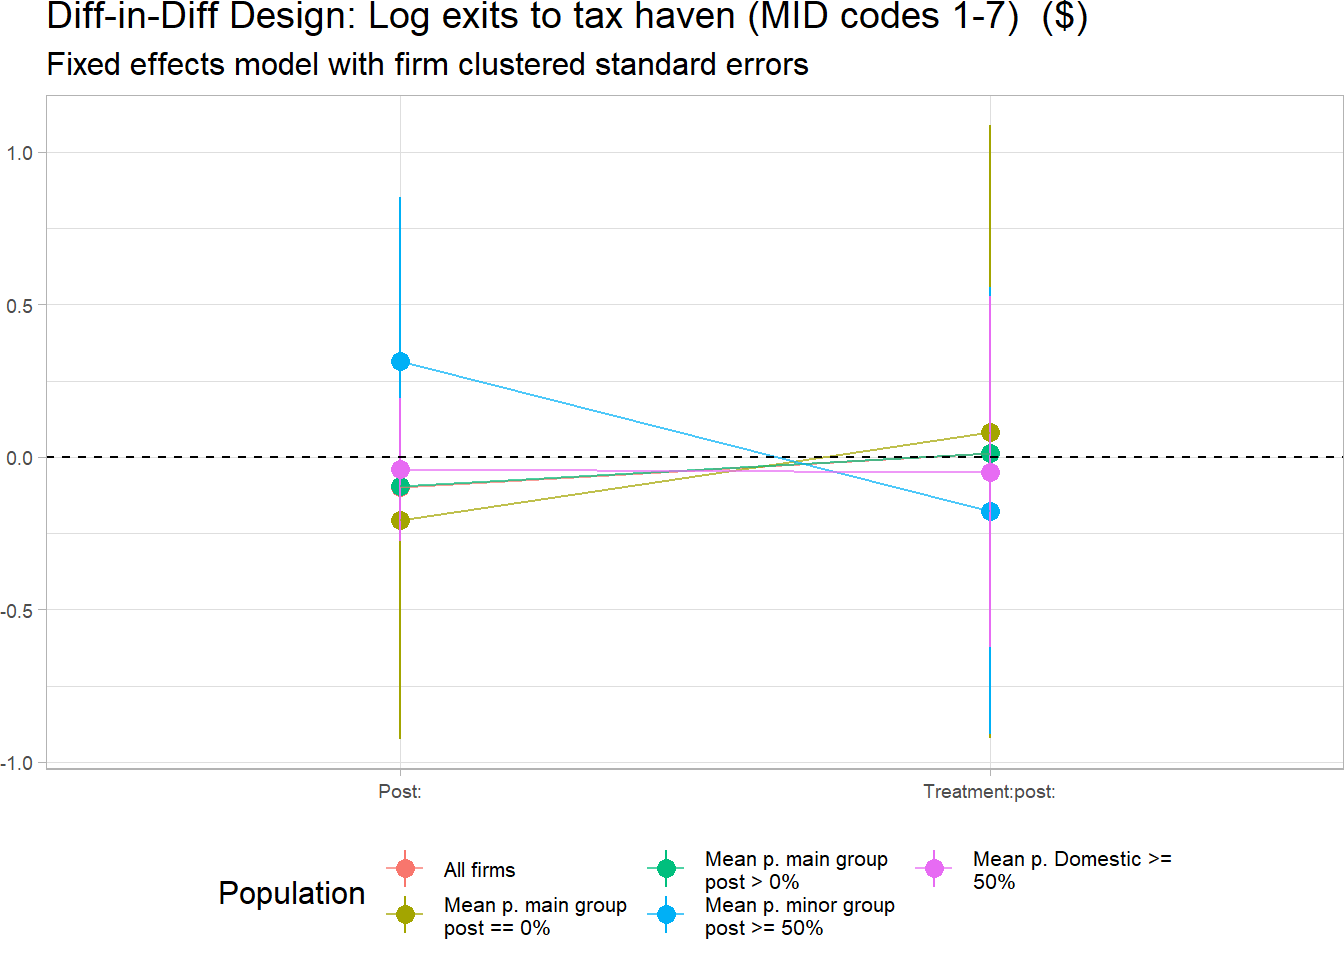 Diff-in-Diff Design: Log exits to tax haven (MID codes 1-7)  ($)
Fixed effects model with firm clustered standard errors
1.0
0.5
0.0
-0.5
-1.0
Post:
Treatment:post:
Population
All firms
Mean p. main group
post == 0%
Mean p. main group
post > 0%
Mean p. minor group
post >= 50%
Mean p. Domestic >=
50%